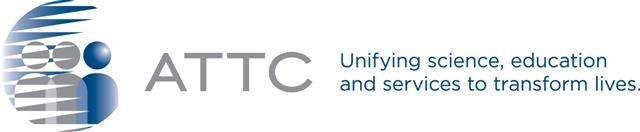 ATTC
Unifying science, education
and services to transform lives.